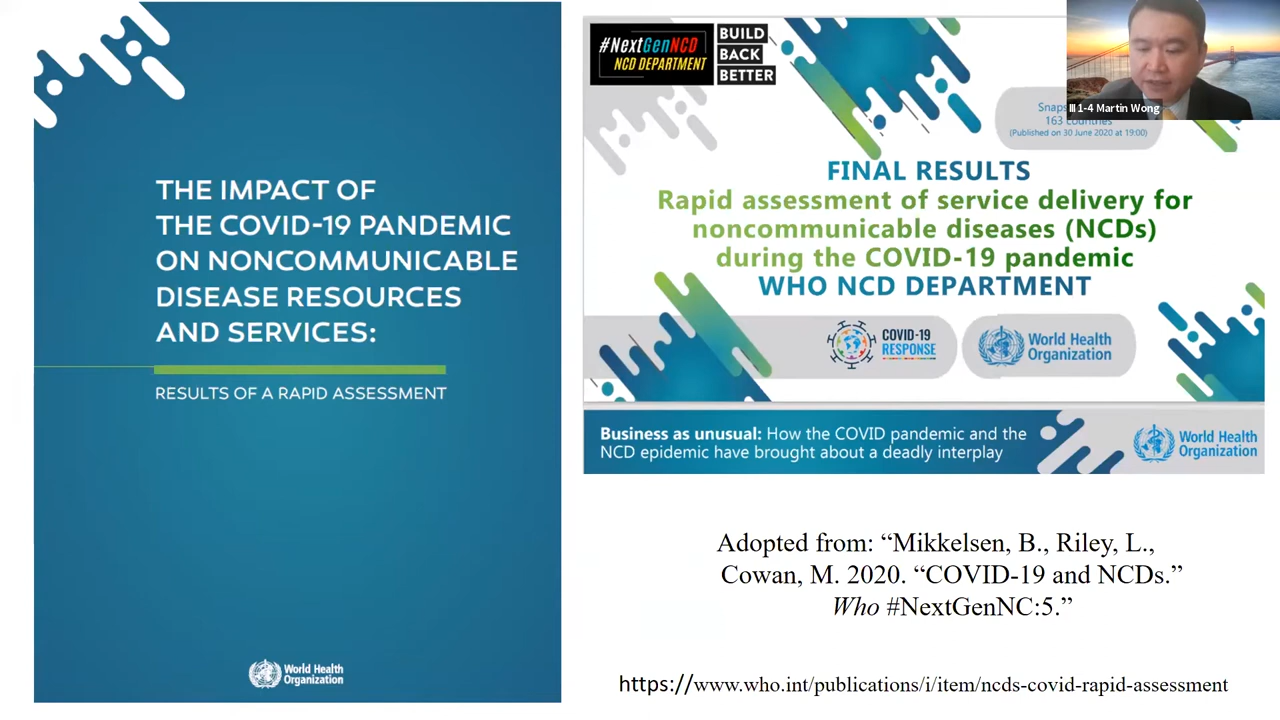 THE IMPACT OF
THE COVID-19 PANDEMIC
ON NONCOMMUNICABLE
DISEASE RESOURCES
AND SERVICES:
RESULTS OF A RAPID ASSESSMENT
World Health
Organization
#NextGenNCD
NCD DEPARTMENT
BUILD
BACK
BETTER
III 1-4 Martin Wong
163 countries
(Published on 30 June 2020 at 19:00)
FINAL RESULTS
Rapid assessment of service delivery for
noncommunicable diseases (NCDs)
during the COVID-19 pandemic
WHO NCD DEPARTMENT
COVID-19
RESPONSE
World Health
Organization
Business as unusual: How the COVID pandemic and the
NCD epidemic have brought about a deadly interplay
World Health
Organization
Adopted from: “Mikkelsen, B., Riley, L.,
Cowan, M. 2020. “COVID-19 and NCDs.”
Who #NextGenNC:5.”
https://www.who.int/publications/i/item/ncds-covid-rapid-assessment